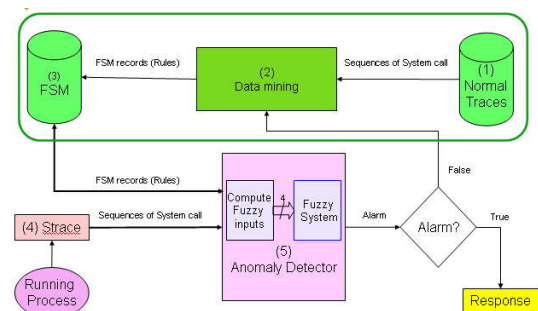 FSM records (Rules)
Sequences of System call
(3)
FSM
(2)
Data mining
(1)
Normal
Traces
False
FSM records (Rules)
Compute
Fuzzy
inputs
4
Fuzzy
System
Sequences of System call
(4) Strace
Alarm
Alarm?
True
(5)
Anomaly Detector
Running
Process
Response